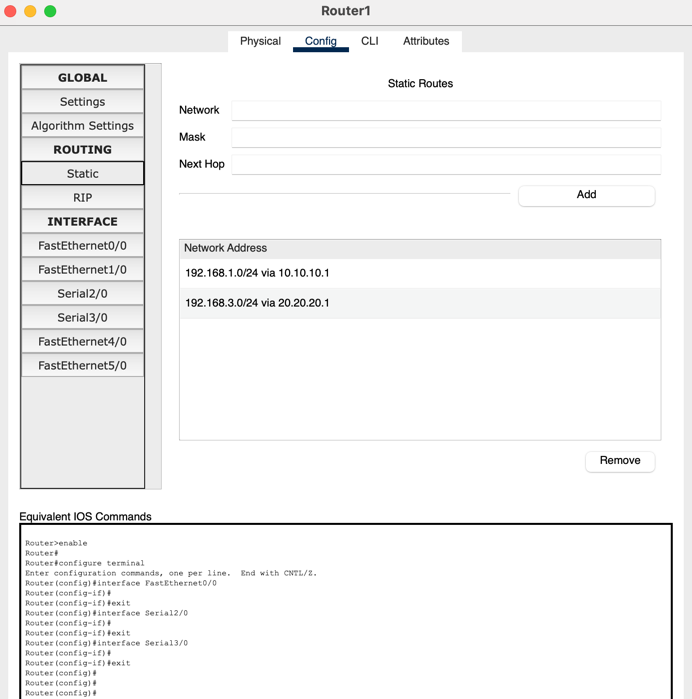 Router1
Physical Config CLI Attributes
GLOBAL
Settings
Algorithm Settings
ROUTING
Static
RIP
INTERFACE
FastEthernet0/0
FastEthernet1/0
Serial2/0
Serial3/0
FastEthernet4/0
FastEthernet5/0
Static Routes
Network
Mask
Next Hop
Add
Network Address
192.168.1.0/24 via 10.10.10.1
192.168.3.0/24 via 20.20.20.1
Remove
Equivalent IOS Commands
Router>enable
Router#
Router#configure terminal
Enter configuration commands, one per line.  End with CNTL/Z.
Router(config)#interface FastEthernet0/0
Router(config-if)#
Router(config-if)#exit
Router(config)#interface Serial2/0
Router(config-if)#
Router(config-if)#exit
Router(config)#interface Serial3/0
Router(config-if)#
Router(config-if)#exit
Router(config)#
Router(config)#
Router(config)#